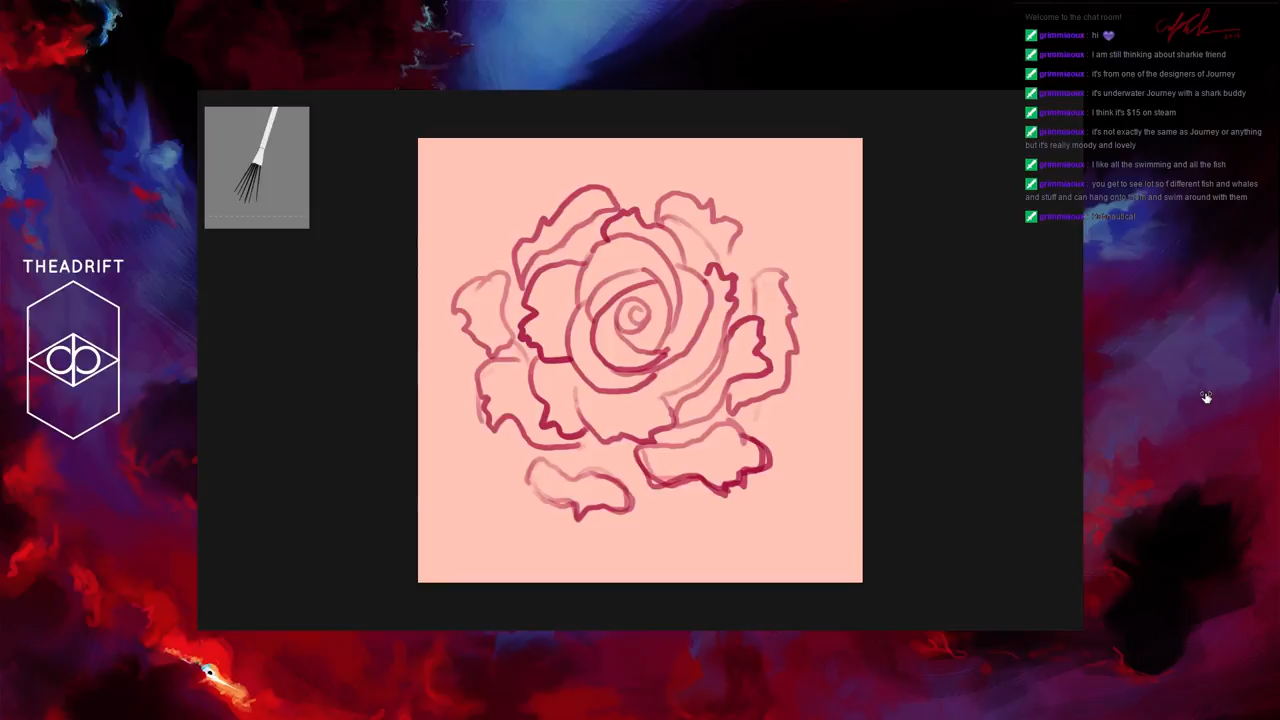 Welcome to the chat room!
grimmiaoux : hi
grimmiaoux : I am still thinking about sharkie friend
grimmiaoux : it's from one of the designers of Journey
grimmiaoux : it's underwater Journey with a shark buddy
grimmiaoux : I think it's $15 on steam
grimmiaoux : it's not exactly the same as Journey or anything
but it's really moody and lovely
grimmiaoux : I like all the swimming and all the fish
grimmiaoux : you get to see lot so f different fish and whales
and stuff and can hang onto them and swim around with them
grimmiaoux :
THEADRIFT